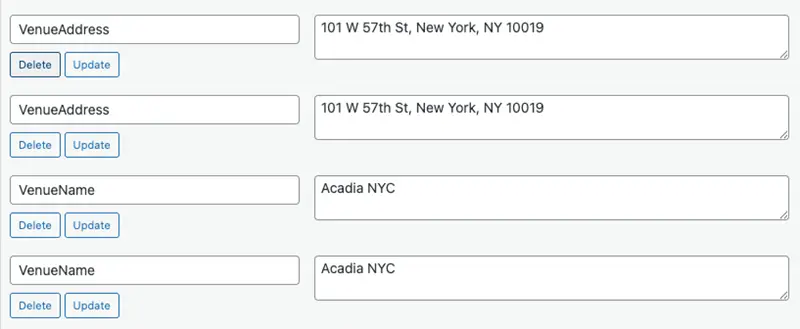 VenueAddress
101 W 57th St, New York, NY 10019
Delete
Update
VenueAddress
101 W 57th St, New York, NY 10019
Delete
Update
VenueName
Acadia NYC
Delete
Update
VenueName
Acadia NYC
Delete
Update